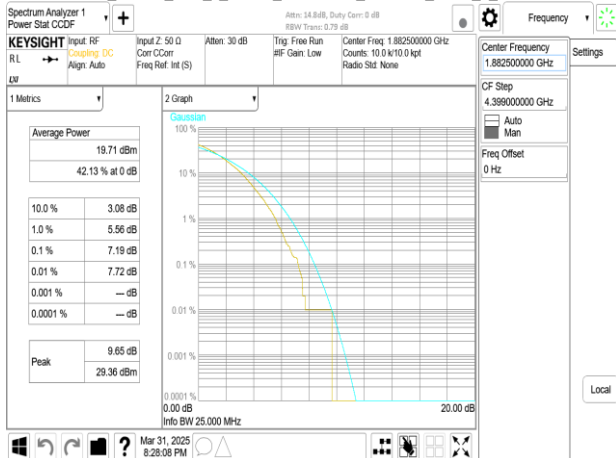 Spectrum Analyzer 1
Power Stat CCDF
Attn: 14.8dB, Duty Corr: 0 dB
RBW Trans: 0.79 dB
Frequency
KEYSIGHT
RL
LXI
Input: RF
Coupling: DC
Align: Auto
Input Z: 50 Ω
Corr CCorr
Freq Ref: Int (S)
Atten: 30 dB
Trig: Free Run
#IF Gain: Low
Center Freq: 1.882500000 GHz
Counts: 10.0 k/10.0 kpt
Radio Std: None
Center Frequency
1.882500000 GHz
Settings
CF Step
4.399000000 GHz
Auto
Man
Freq Offset
0 Hz
1 Metrics
2 Graph
Average Power
19.71 dBm
42.13 % at 0 dB
10.0 % 3.08 dB
1.0 % 5.56 dB
0.1 % 7.19 dB
0.01 % 7.72 dB
0.001 % --- dB
0.0001 % --- dB
Peak
9.65 dB
29.36 dBm
Gaussian
100 %
10 %
1 %
0.1 %
0.01 %
0.001 %
0.0001 %
0.00 dB
20.00 dB
Info BW 25.000 MHz
Local
?
Mar 31, 2025
8:28:08 PM